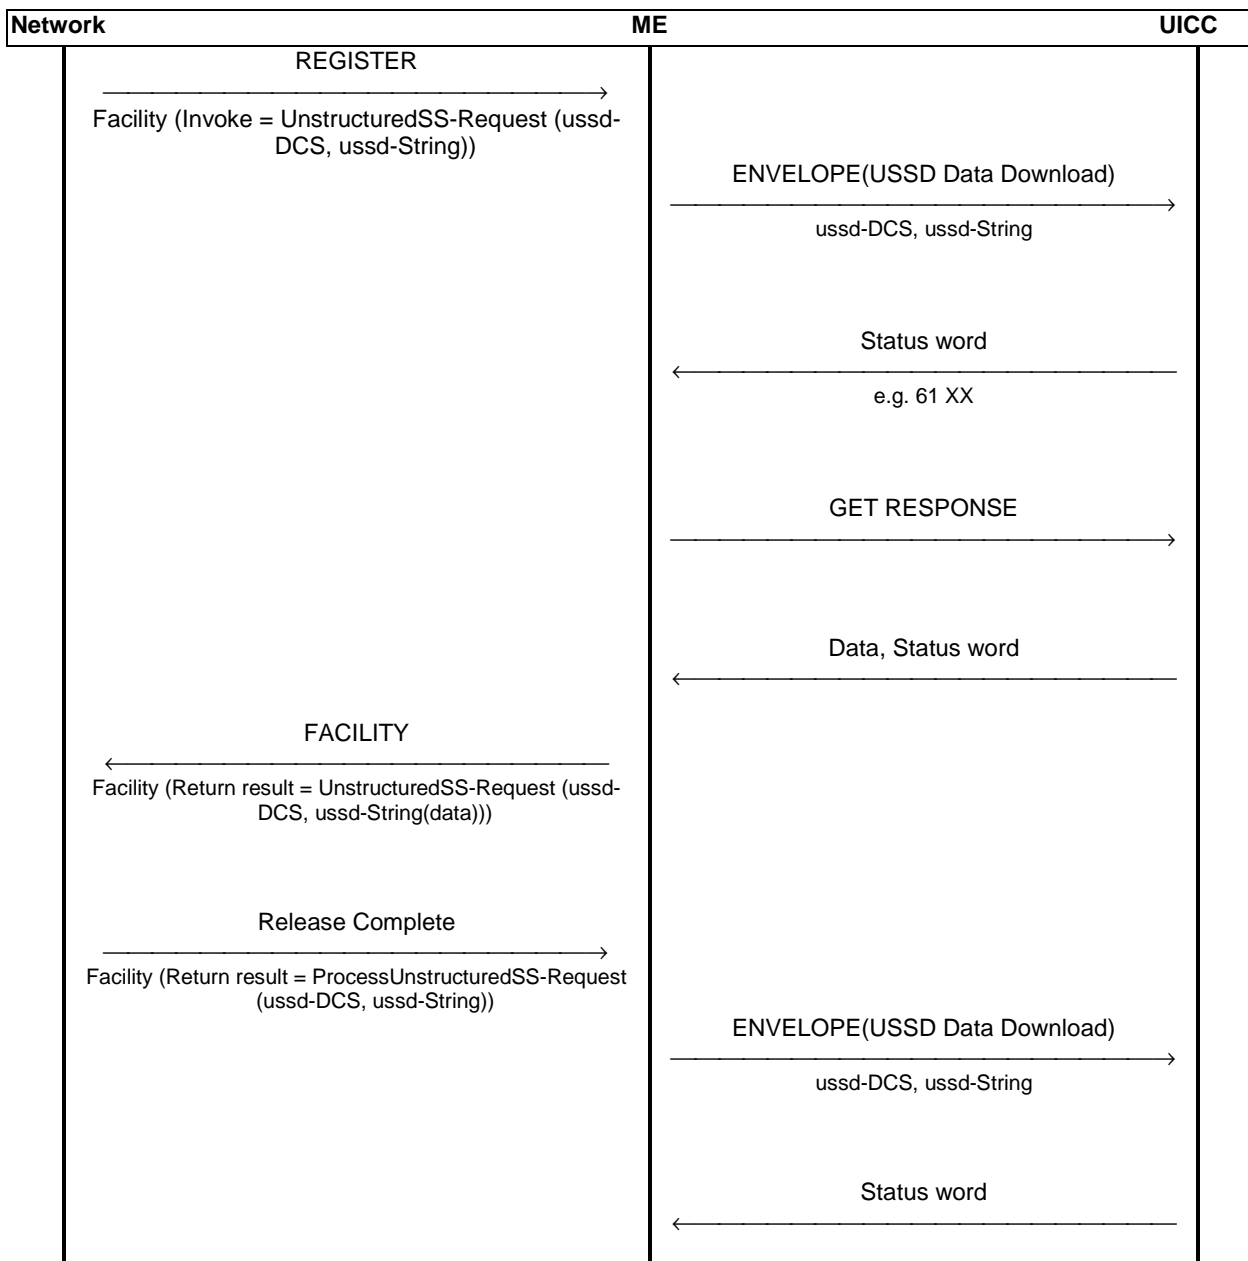 Network ME UICC
REGISTER
Facility (Invoke = UnstructuredSS-Request (ussd-
DCS, ussd-String))
ENVELOPE(USSD Data Download)
ussd-DCS, ussd-String
Status word
e.g. 61 XX
GET RESPONSE
Data, Status word
FACILITY
Facility (Return result = UnstructuredSS-Request (ussd-
DCS, ussd-String(data)))
Release Complete
Facility (Return result = ProcessUnstructuredSS-Request
(ussd-DCS, ussd-String))
ENVELOPE(USSD Data Download)
ussd-DCS, ussd-String
Status word